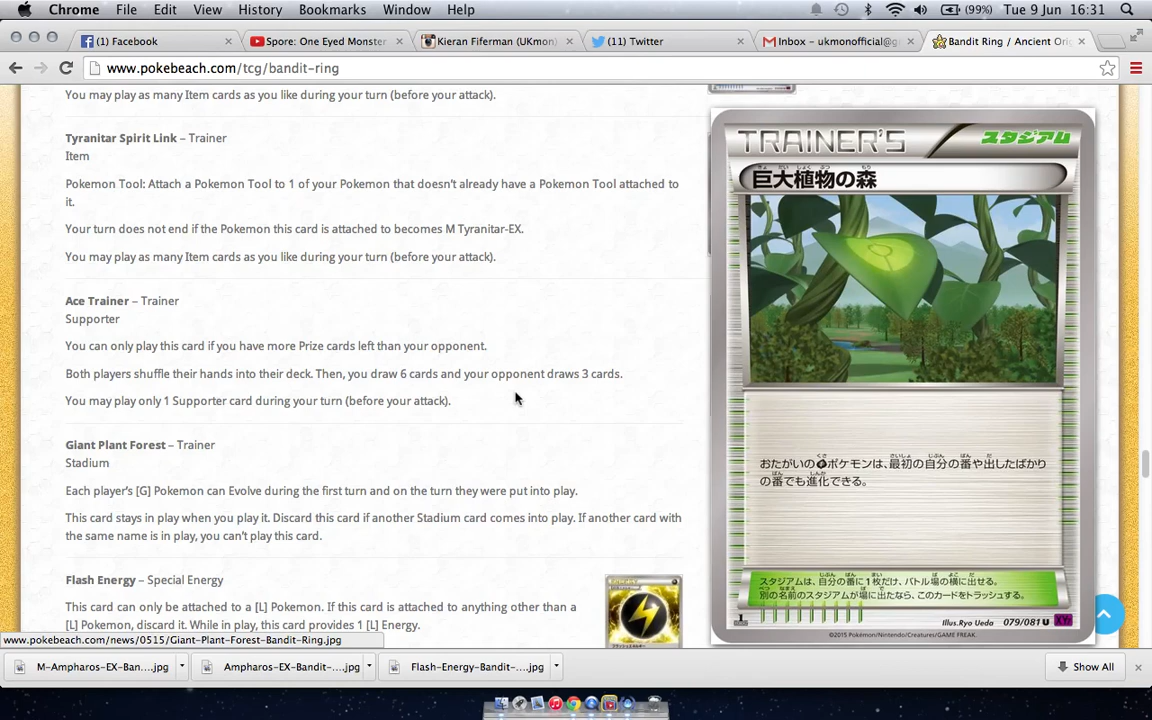 Chrome File Edit View History Bookmarks Window Help (99%) Tue 9 Jun 16:31
(1) Facebook Spore: One Eyed Monster Kieran Fiferman (UKmon) (11) Twitter Inbox – ukmonofficial@g Bandit Ring / Ancient Ori
www.pokebeach.com/tcg/bandit-ring
You may play as many Item cards as you like during your turn (before your attack).
Tyranitar Spirit Link – Trainer
Item
Pokemon Tool: Attach a Pokemon Tool to 1 of your Pokemon that doesn't already have a Pokemon Tool attached to
it.
Your turn does not end if the Pokemon this card is attached to becomes M Tyranitar-EX.
You may play as many Item cards as you like during your turn (before your attack).
Ace Trainer – Trainer
Supporter
You can only play this card if you have more Prize cards left than your opponent.
Both players shuffle their hands into their deck. Then, you draw 6 cards and your opponent draws 3 cards.
You may play only 1 Supporter card during your turn (before your attack).
Giant Plant Forest – Trainer
Stadium
Each player's [G] Pokemon can Evolve during the first turn and on the turn they were put into play.
This card stays in play when you play it. Discard this card if another Stadium card comes into play. If another card with
the same name is in play, you can't play this card.
Flash Energy – Special Energy
This card can only be attached to a [L] Pokemon. If this card is attached to anything other than a
[L] Pokemon, discard it. While in play, this card provides 1 [L] Energy.
TRAINER'S スタジアム
巨大植物の森
おたがいのポケモンは、最初の自分の番や出したばかり
の番でも進化できる。
スタジアムは、自分の番に1枚だけ、バトル場の横に出せる。
別の名前のスタジアムが場に出たなら、このカードをトラッシュする。
Illus.Ryo Ueda 079/081 U XY
©2015 Pokémon/Nintendo/Creatures/GAME FREAK.
www.pokebeach.com/news/0515/Giant-Plant-Forest-Bandit-Ring.jpg
M-Ampharos-EX-Ban....jpg Ampharos-EX-Bandit-....jpg Flash-Energy-Bandit-....jpg Show All